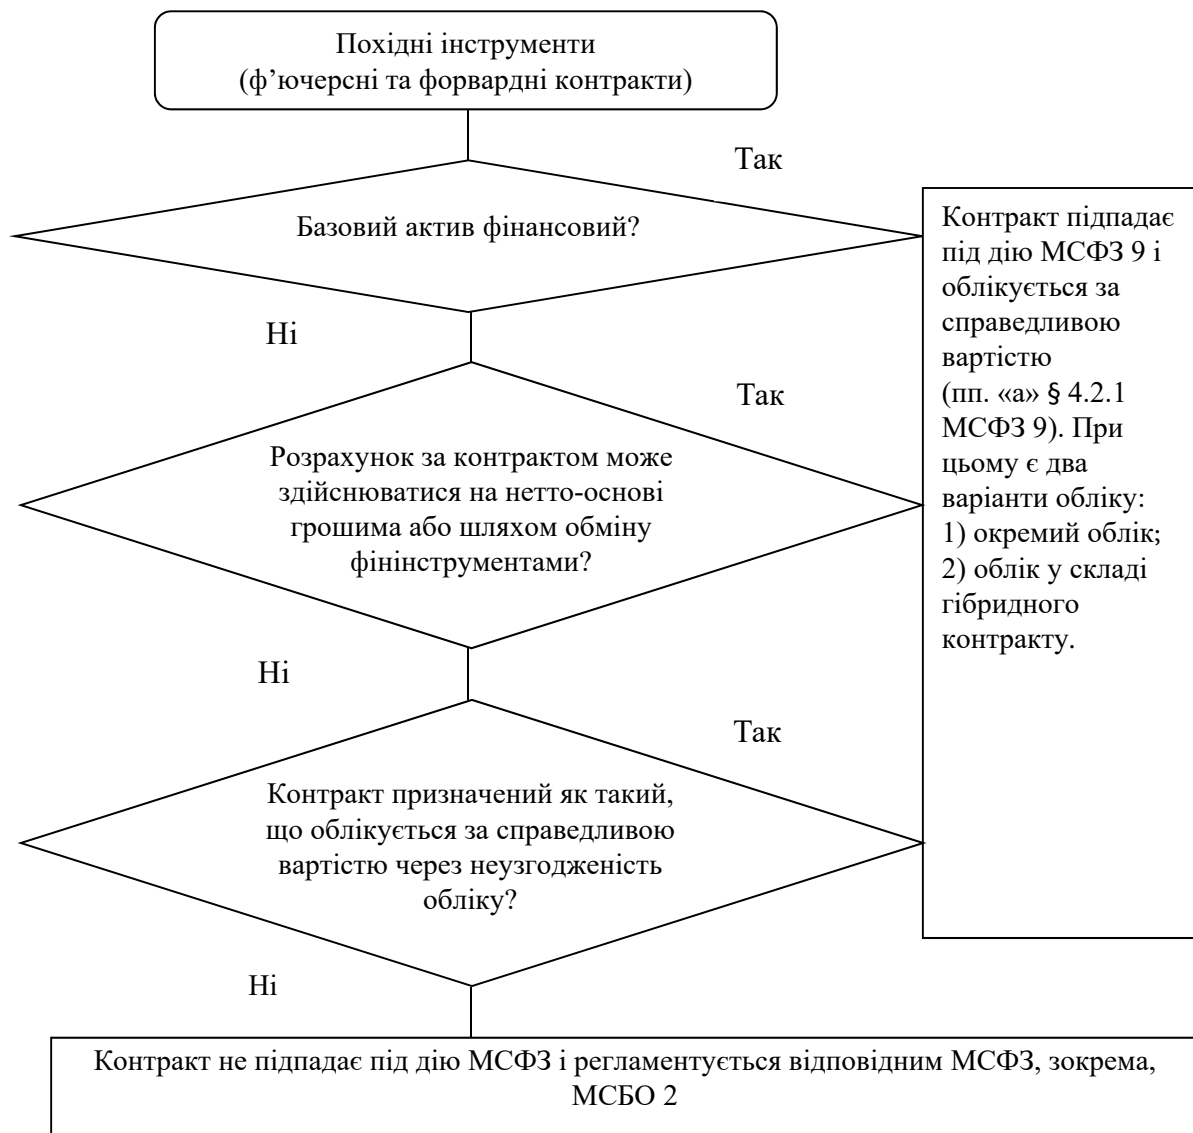 Похідні інструменти
(ф’ючерсні та форвардні контракти)
Так
Базовий актив фінансовий?
Ні
Так
Розрахунок за контрактом може
здійснюватися на нетто-основі
грошима або шляхом обміну
фінінструментами?
Ні
Так
Контракт призначений як такий,
що обліковується за справедливою
вартістю через неузгодженість
обліку?
Ні
Контракт підпадає
під дію МСФЗ 9 і
обліковується за
справедливою
вартістю
(пп. «а» § 4.2.1
МСФЗ 9). При
цьому є два
варіанти обліку:
1) окремий облік;
2) облік у складі
гібридного
контракту.
Контракт не підпадає під дію МСФЗ і регламентується відповідним МСФЗ, зокрема,
МСБО 2